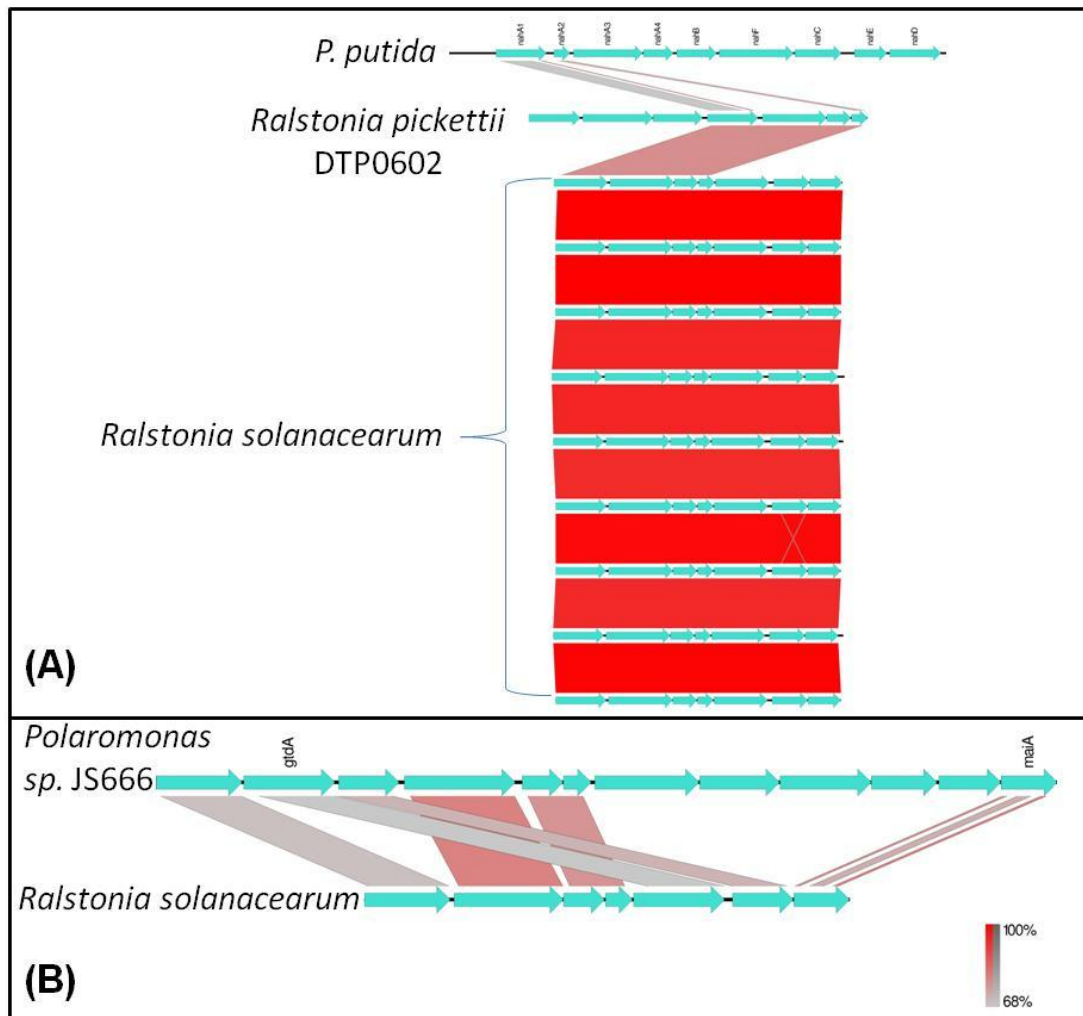 nahA1 nahA2 nahA3 nahA4 nahB nahF nahC nahE nahD
P. putida
Ralstonia pickettii
DTP0602
Ralstonia solanacearum
(A)
Polaromonas
sp. JS666
gtdA
maiA
Ralstonia solanacearum
100%
68%
(B)